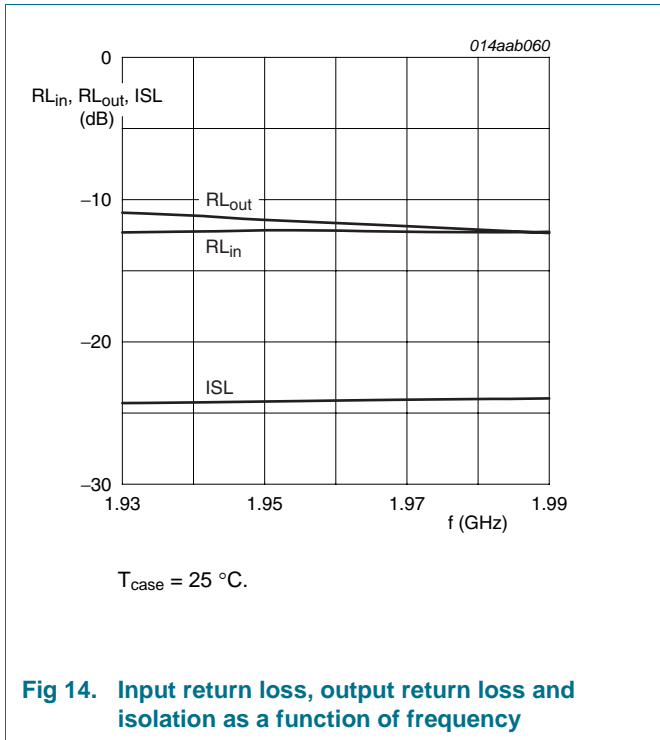 014aab060
0
RLin, RLout, ISL
(dB)
−10
RLout
RLin
−20
ISL
−30
1.93 1.95 1.97 1.99
f (GHz)
Tcase = 25 °C.
Fig 14. Input return loss, output return loss and
isolation as a function of frequency